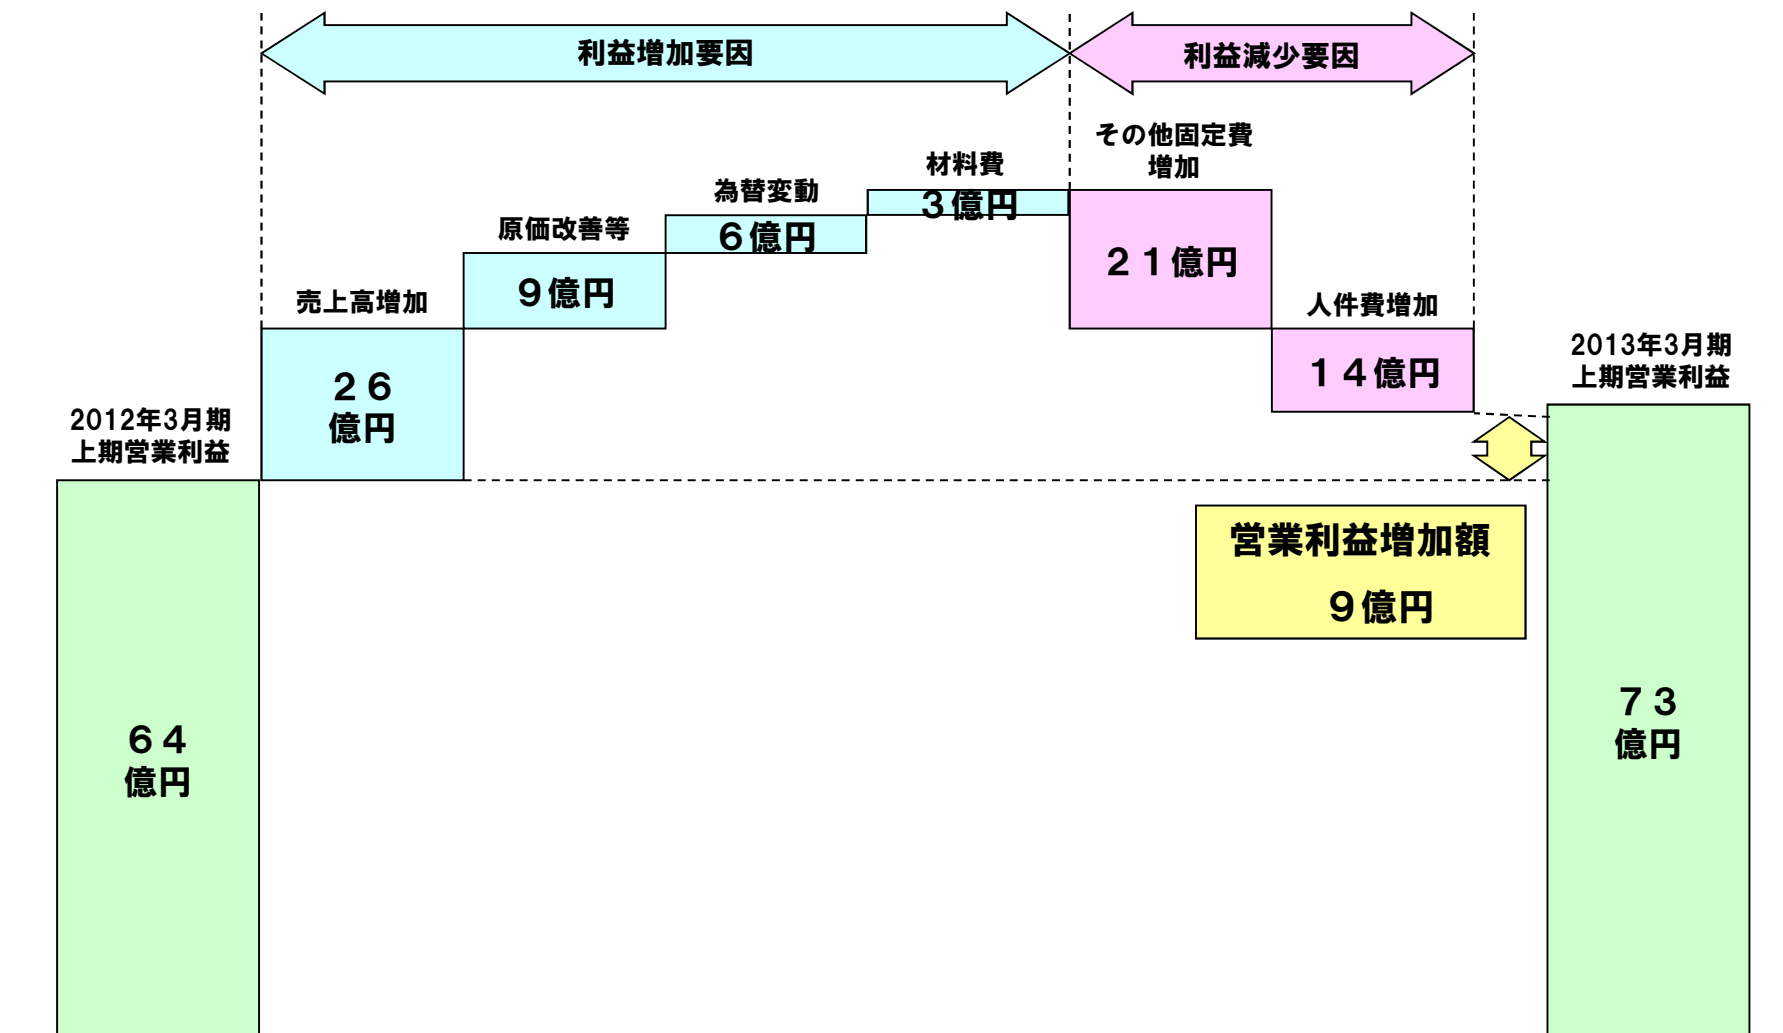 利益増加要因
利益減少要因
その他固定費
増加
材料費
３億円
為替変動
６億円
原価改善等
９億円
２１億円
売上高増加
２６
億円
人件費増加
１４億円
2013年3月期
上期営業利益
2012年3月期
上期営業利益
営業利益増加額
９億円
７３
億円
６４
億円